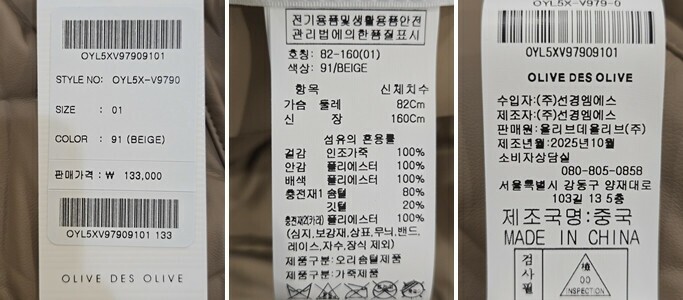 OYL5XV97909101
STYLE NO: OYL5X-V9790
SIZE : 01
COLOR : 91 (BEIGE)
판매가격 : ₩ 133,000
OYL5XV97909101 133
OLIVE DES OLIVE
전기용품및생활용품안전
관리법에의한품질표시
호칭: 82-160(01)
색상: 91/BEIGE
항목 신체치수
가슴 둘레 82Cm
신 장 160Cm
섬유의 혼용률
겉감 인조가죽 100%
안감 폴리에스터 100%
배색 폴리에스터 100%
충전재1 솜털 80%
깃털 20%
충전재2(카라) 폴리에스터 100%
(심지,보강재,상표,무늬,밴드,
레이스,자수,장식 제외)
제품구분:오리솜털제품
제품구분:가죽제품
OYL5X-V979-0
OYL5XV97909101
OLIVE DES OLIVE
수입자:(주)선경엠에스
제조자:(주)선경엠에스
판매원:올리브데올리브(주)
제조년월:2025년10월
소비자상담실
080-805-0858
서울특별시 강동구 양재대로
103길 13 5층
제조국명:중국
MADE IN CHINA
검사필
檢
00
INSPECTION